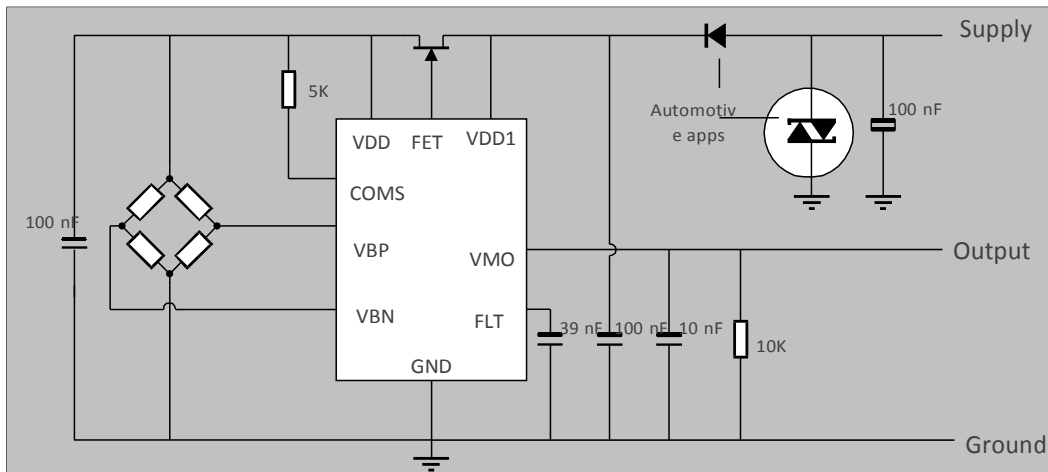 Supply
5K
Automotiv
e apps
100 nF
VDD FET VDD1
COMS
100 nF
VBP
VMO
Output
VBN
FLT
39 nF 100 nF 10 nF
10K
GND
Ground